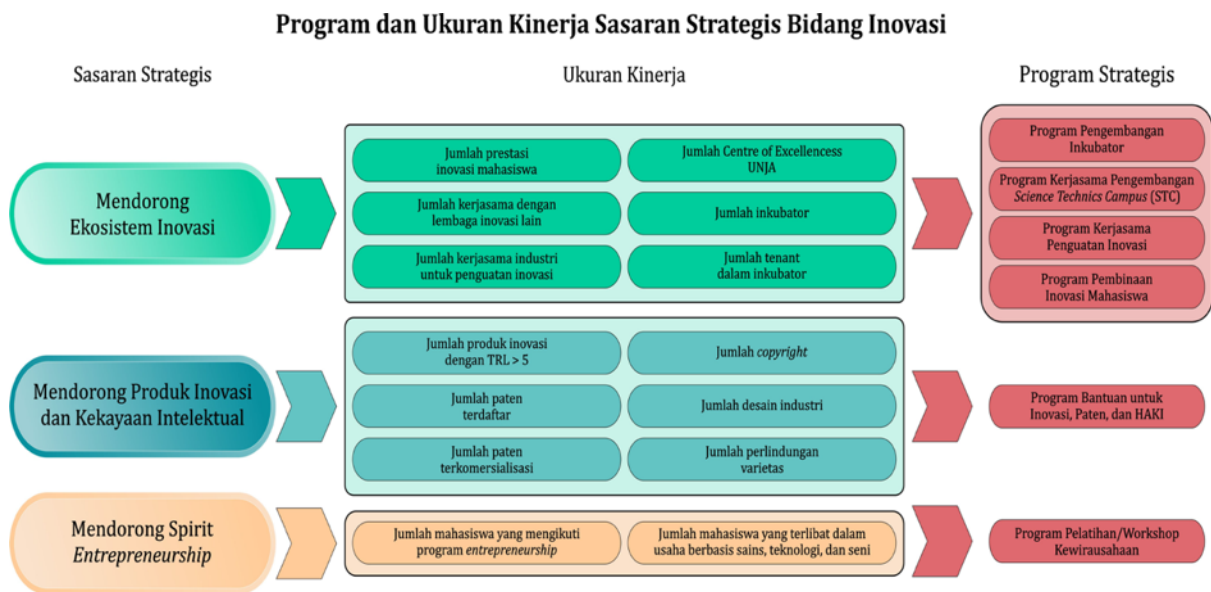 Program dan Ukuran Kinerja Sasaran Strategis Bidang Inovasi
Sasaran Strategis
Ukuran Kinerja
Program Strategis
Mendorong
Ekosistem Inovasi
Jumlah prestasi
inovasi mahasiswa
Jumlah Centre of Excellencess
UNJA
Jumlah kerjasama dengan
lembaga inovasi lain
Jumlah inkubator
Jumlah kerjasama industri
untuk penguatan inovasi
Jumlah tenant
dalam inkubator
Program Pengembangan
Inkubator
Program Kerjasama Pengembangan
Science Technics Campus (STC)
Program Kerjasama
Penguatan Inovasi
Program Pembinaan
Inovasi Mahasiswa
Mendorong Produk Inovasi
dan Kekayaan Intelektual
Jumlah produk inovasi
dengan TRL > 5
Jumlah copyright
Jumlah paten
terdaftar
Jumlah desain industri
Jumlah paten
terkomersialisasi
Jumlah perlindungan
varietas
Program Bantuan untuk
Inovasi, Paten, dan HAKI
Mendorong Spirit
Entrepreneurship
Jumlah mahasiswa yang mengikuti
program entrepreneurship
Jumlah mahasiswa yang terlibat dalam
usaha berbasis sains, teknologi, dan seni
Program Pelatihan/Workshop
Kewirausahaan